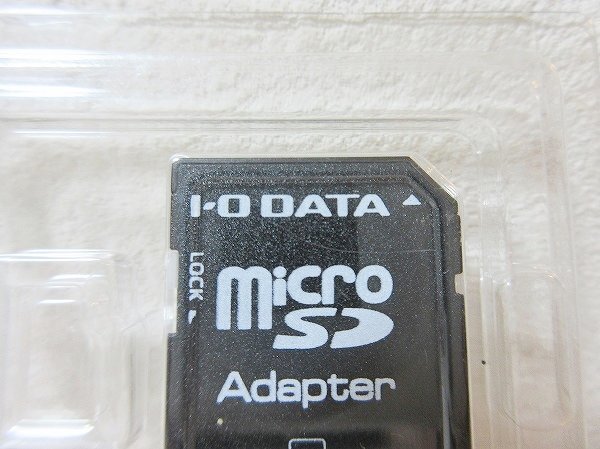 I-O DATA
LOCK
micro
SD
Adapter